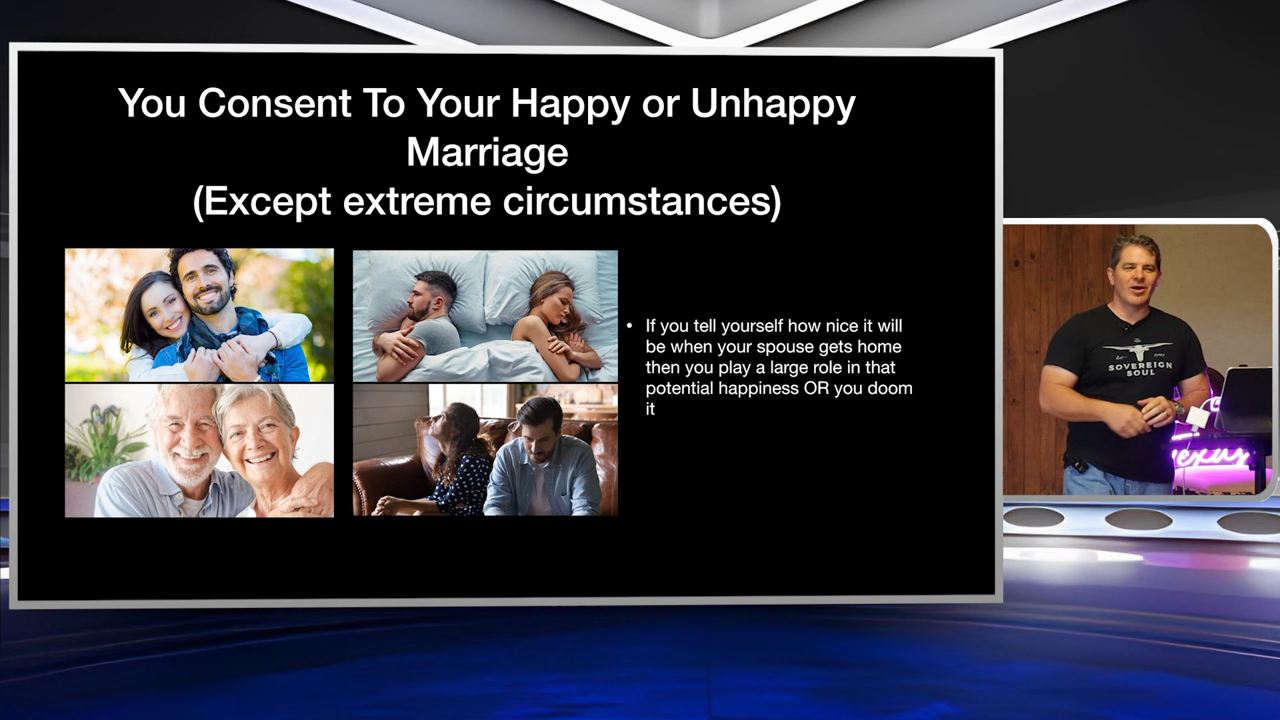 You Consent To Your Happy or Unhappy
Marriage
(Except extreme circumstances)
• If you tell yourself how nice it will
be when your spouse gets home
then you play a large role in that
potential happiness OR you doom
it
SOVEREIGN
SOUL